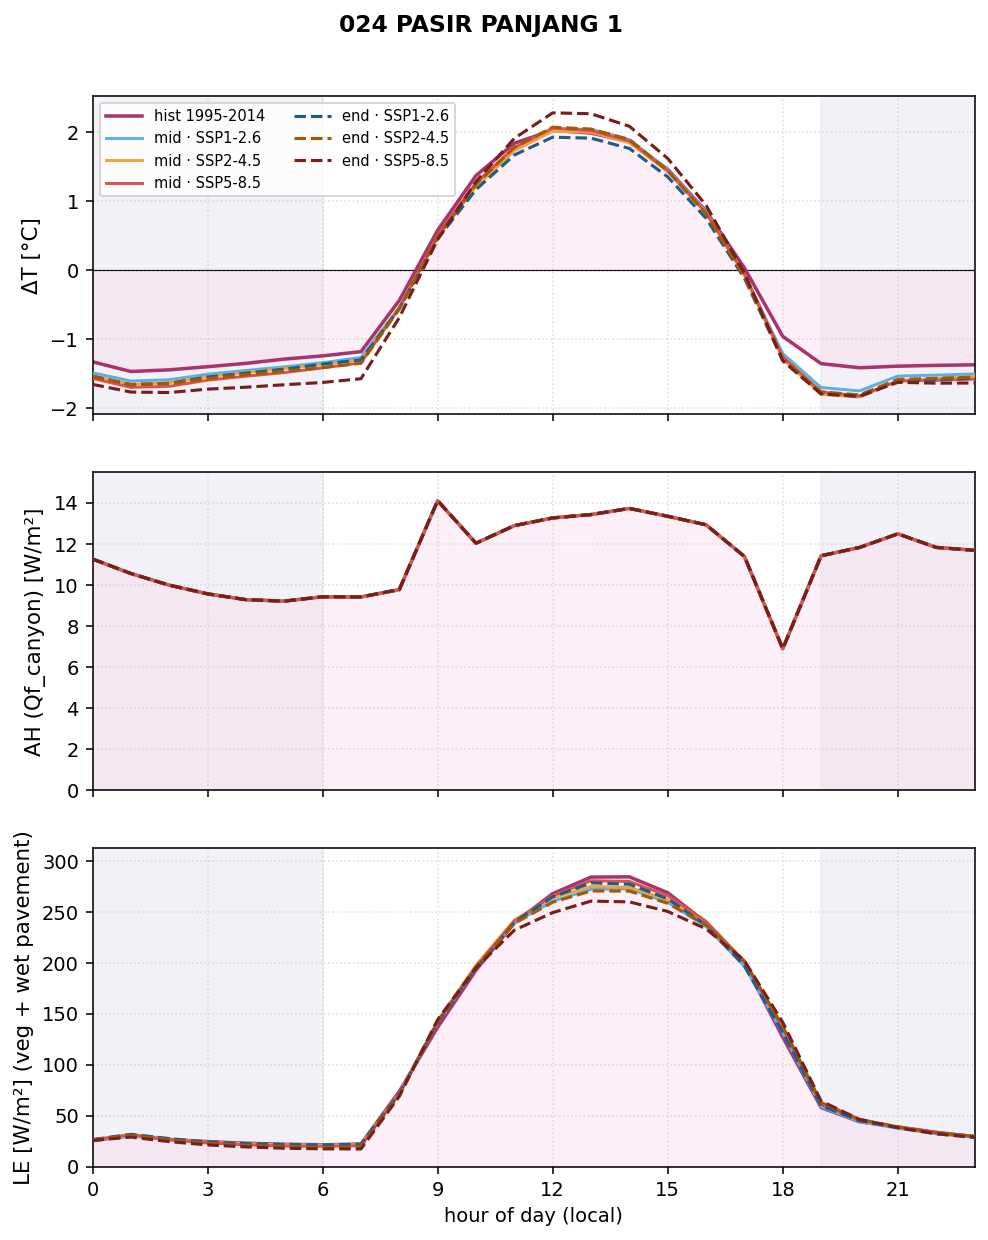 024 PASIR PANJANG 1
hist 1995-2014
mid · SSP1-2.6
mid · SSP2-4.5
mid · SSP5-8.5
end · SSP1-2.6
end · SSP2-4.5
end · SSP5-8.5
ΔT [°C]
2
1
0
−1
−2
AH (Qf_canyon) [W/m²]
14
12
10
8
6
4
2
0
LE [W/m²] (veg + wet pavement)
300
250
200
150
100
50
0
0 3 6 9 12 15 18 21
hour of day (local)